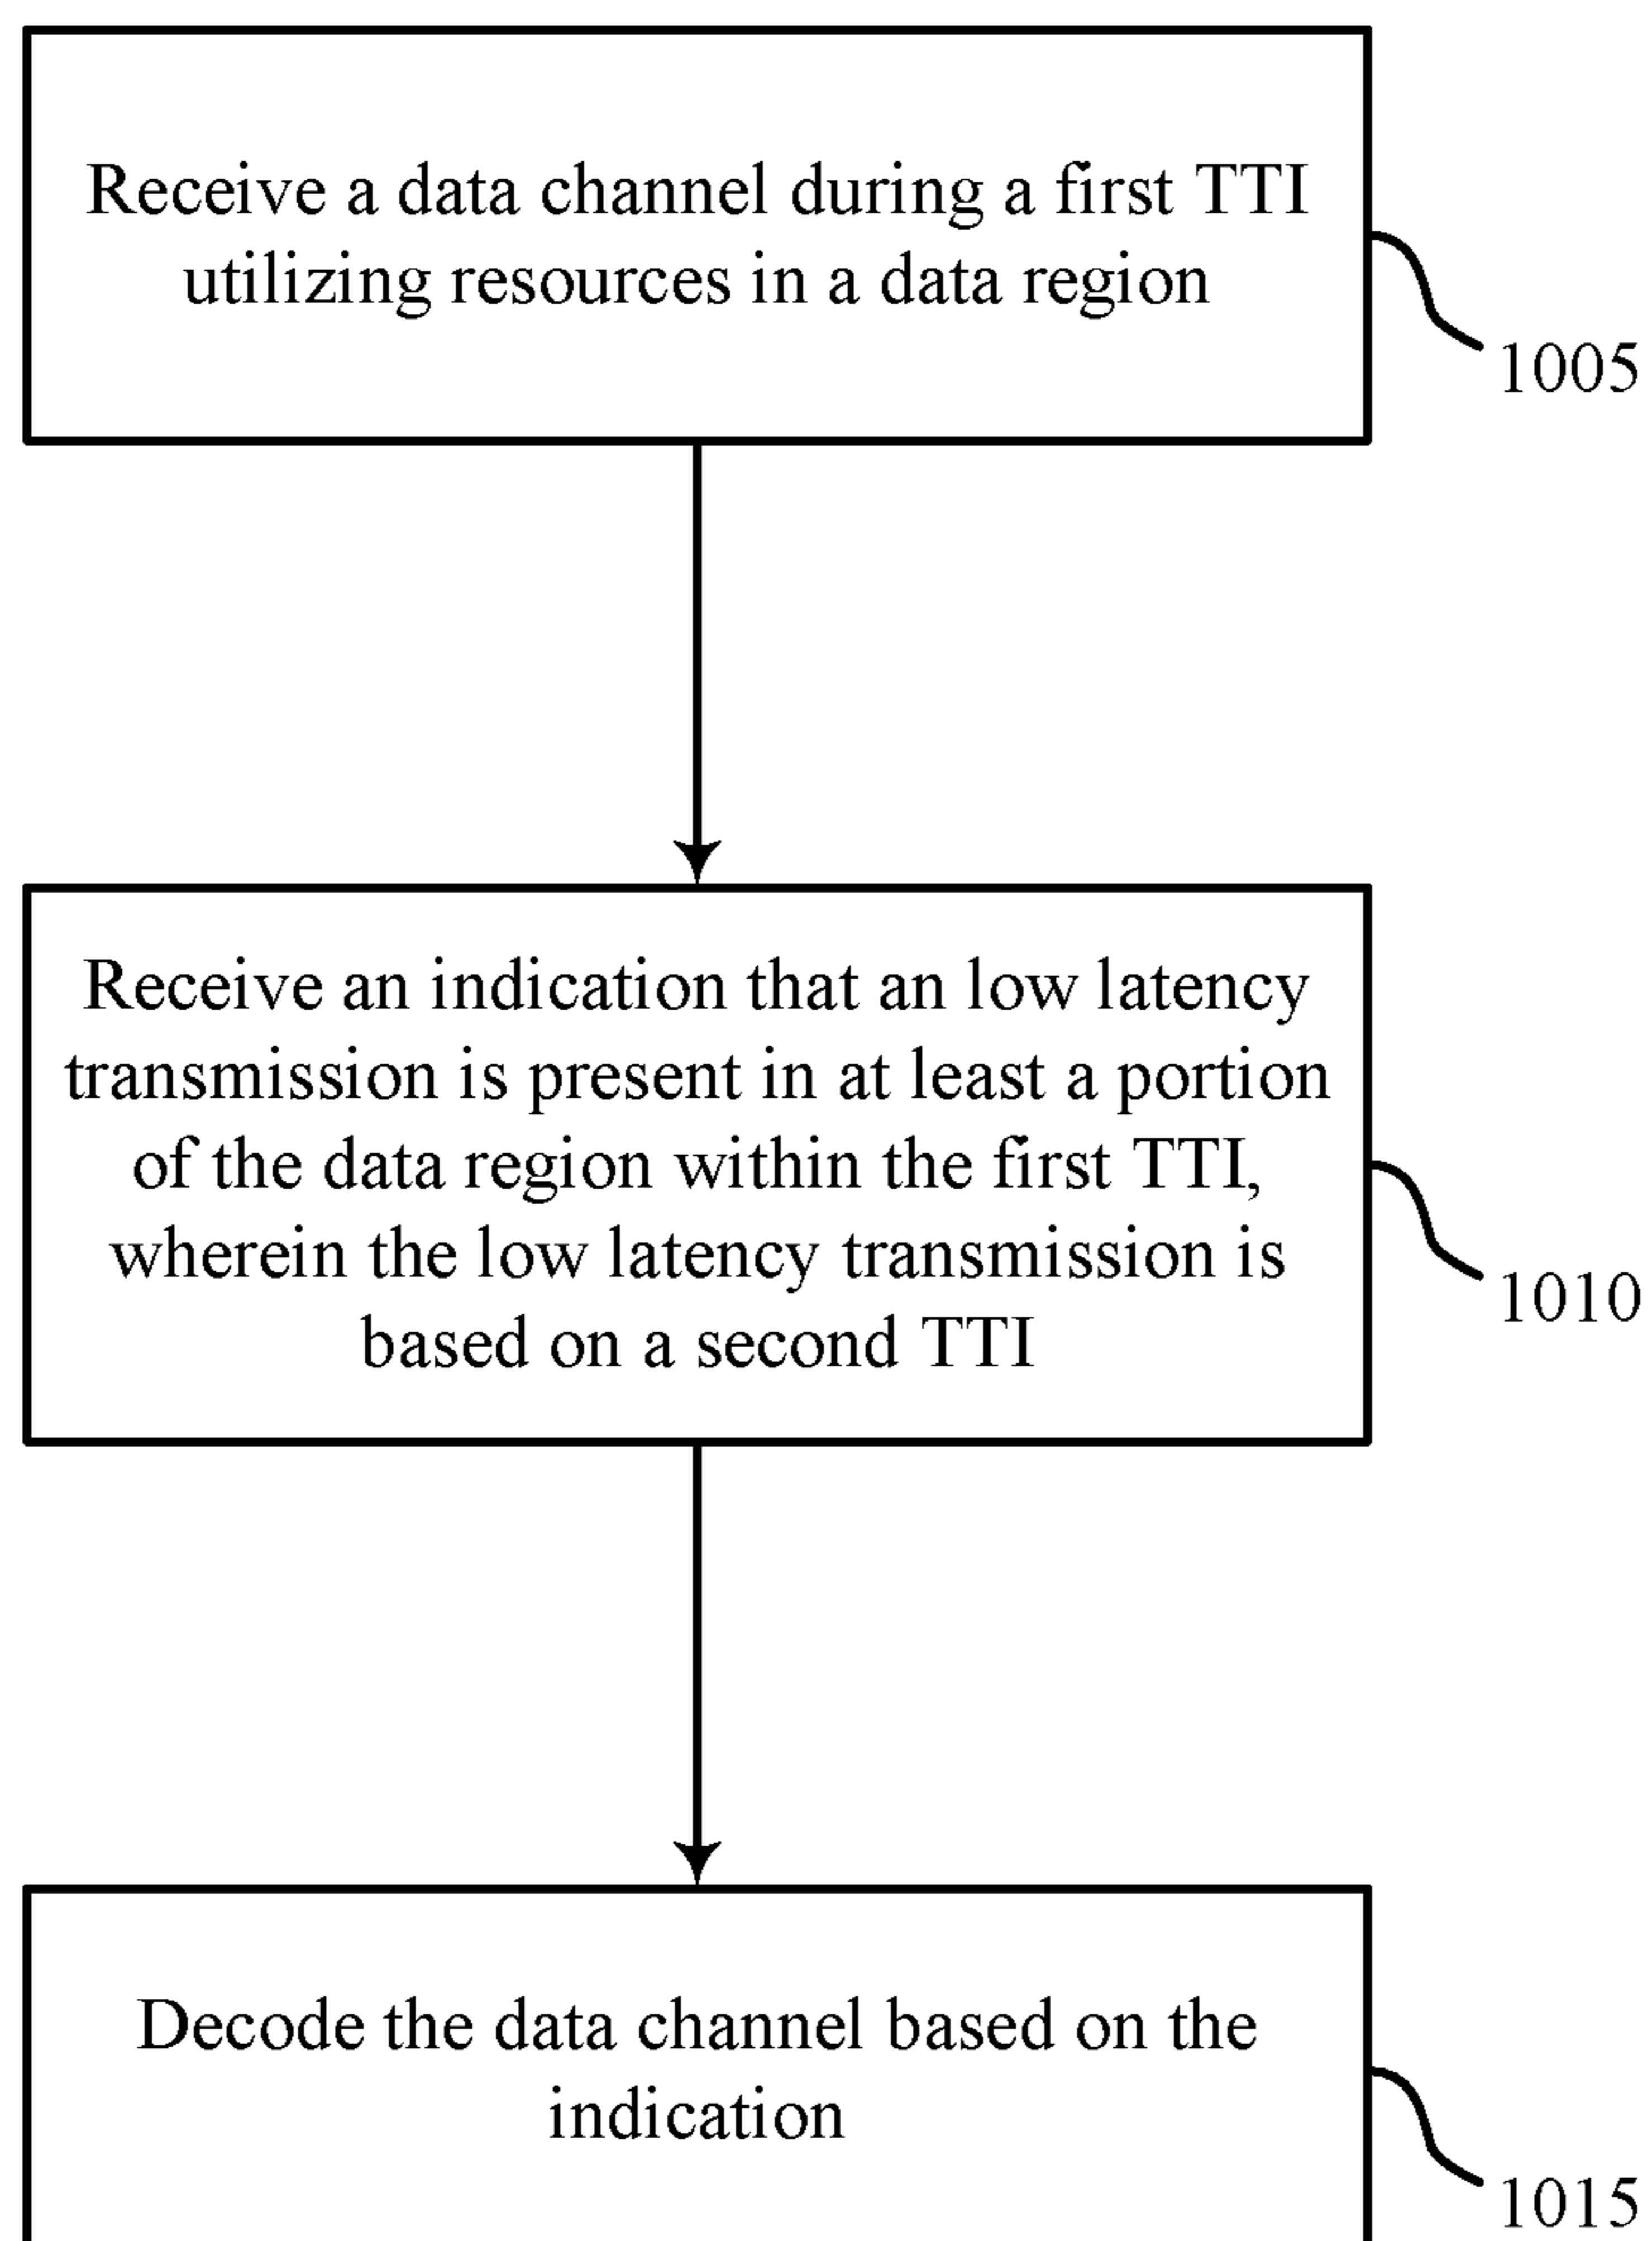 Receive a data channel during a first TTI
utilizing resources in a data region
1005
Receive an indication that an low latency
transmission is present in at least a portion
of the data region within the first TTI,
wherein the low latency transmission is
based on a second TTI
1010
Decode the data channel based on the
indication
1015